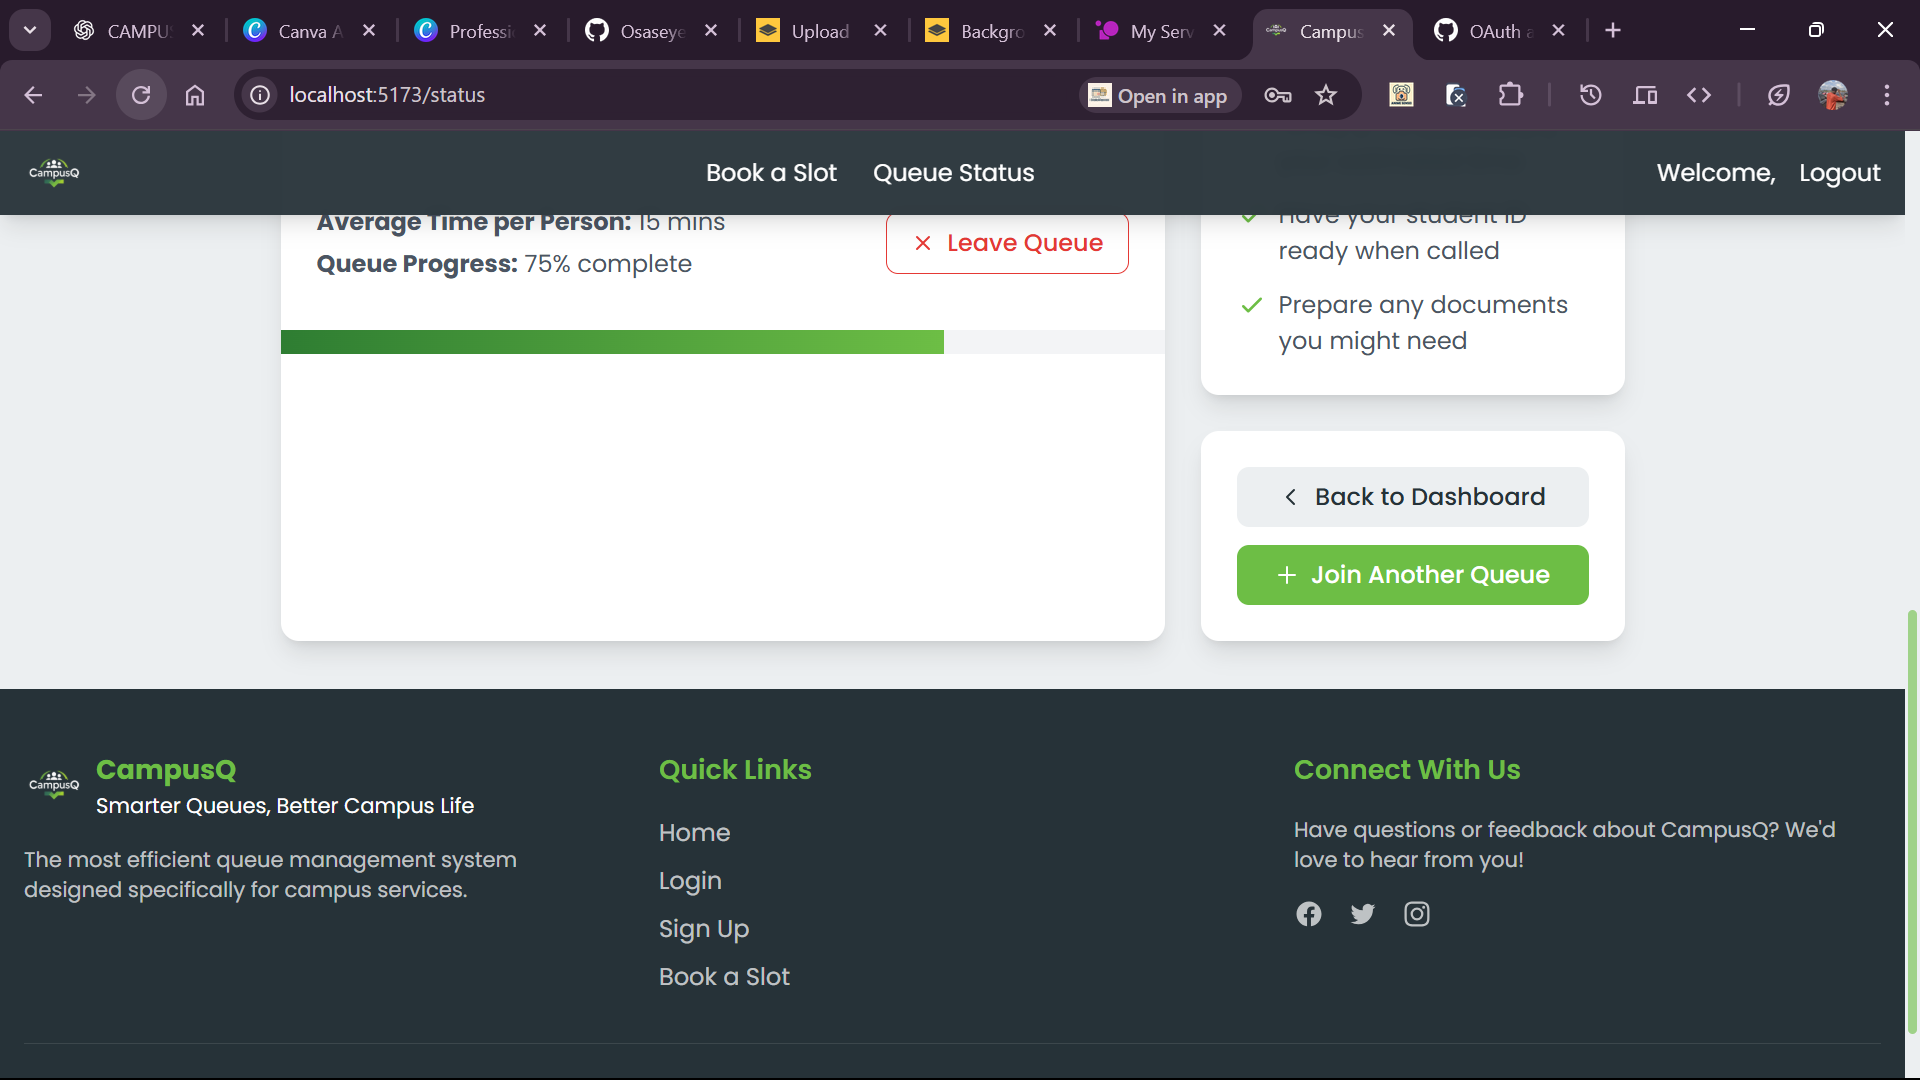 CAMPU
Canva A
Professi
Osaseye
Upload
Backgro
My Serv
Campus
OAuth a
localhost:5173/status
Open in app
CampusQ
Book a Slot
Queue Status
Welcome,
Logout
Average Time per Person: 15 mins
Queue Progress: 75% complete
Leave Queue
Have your student ID
ready when called
Prepare any documents
you might need
Back to Dashboard
Join Another Queue
CampusQ
CampusQ
Smarter Queues, Better Campus Life
The most efficient queue management system
designed specifically for campus services.
Quick Links
Home
Login
Sign Up
Book a Slot
Connect With Us
Have questions or feedback about CampusQ? We'd
love to hear from you!